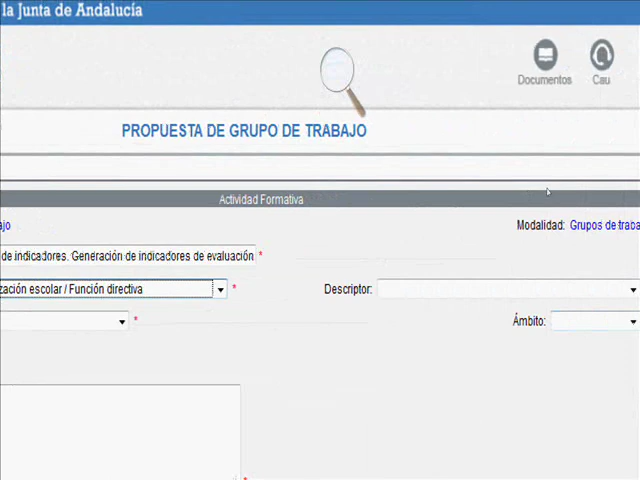 la Junta de Andalucía
Documentos
Cau
PROPUESTA DE GRUPO DE TRABAJO
Actividad Formativa
ajo
Modalidad: Grupos de traba
de indicadores. Generación de indicadores de evaluación *
zación escolar / Función directiva *
Descriptor:
*
Ámbito:
*